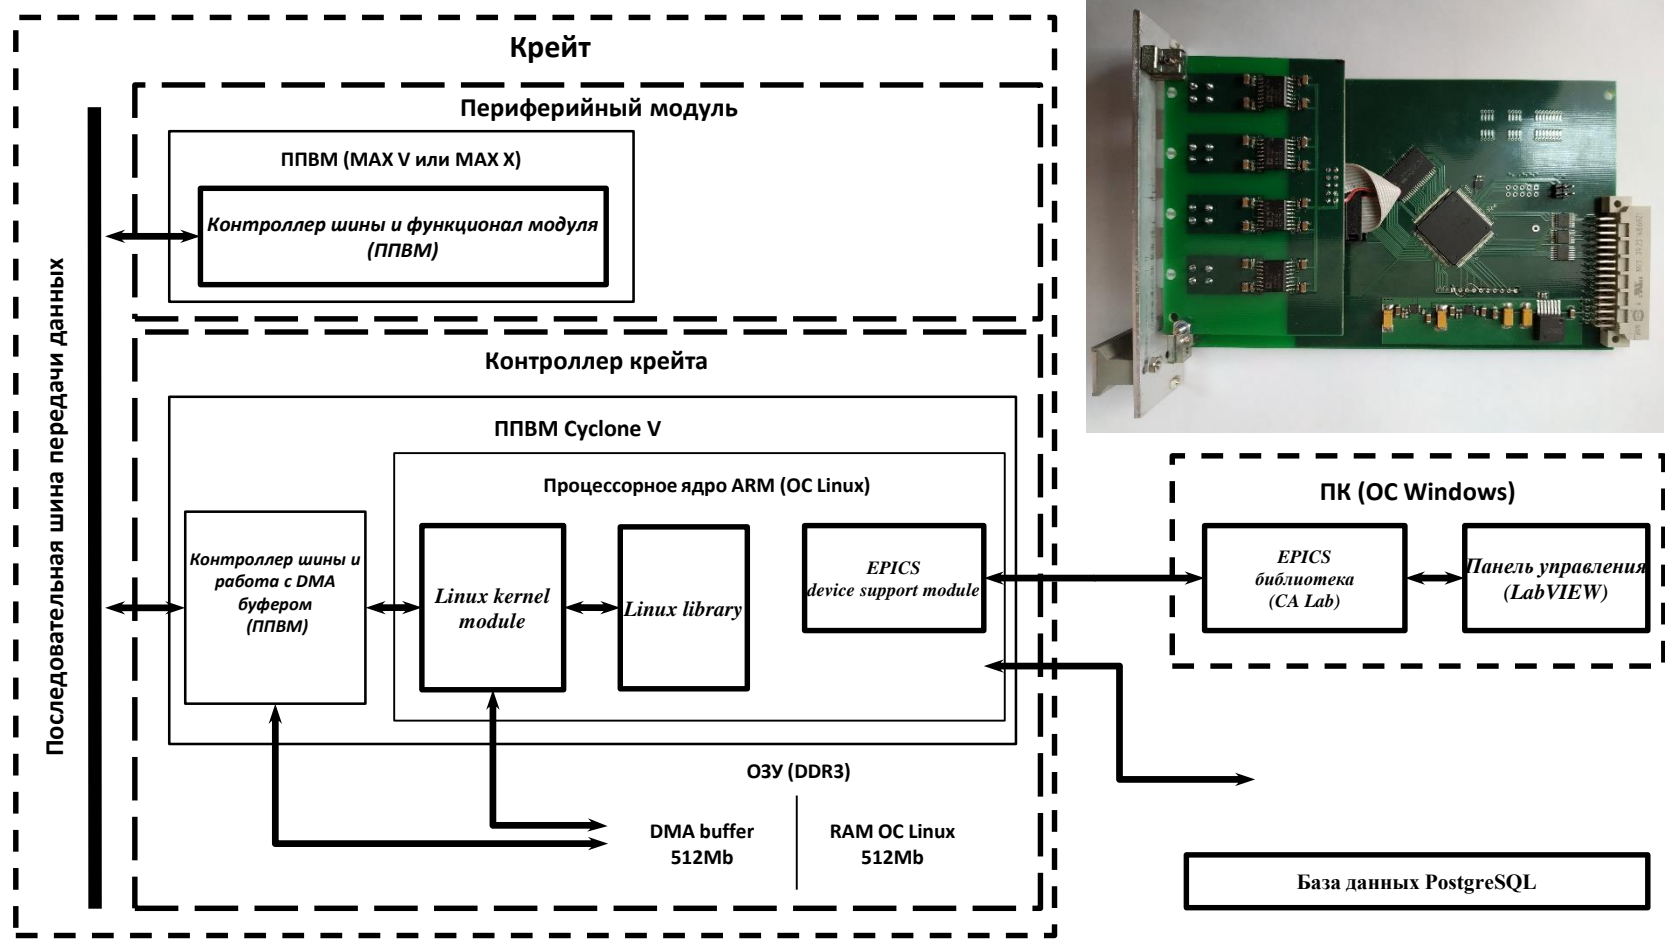 Крейт
Периферийный модуль
ППВМ (MAX V или MAX X)
Контроллер шины и функционал модуля
(ППВМ)
Последовательная шина передачи данных
Контроллер крейта
ППВМ Cyclone V
Процессорное ядро ARM (ОС Linux)
Контроллер шины и
работа с DMA
буфером
(ППВМ)
Linux kernel
module
Linux library
EPICS
device support module
ОЗУ (DDR3)
DMA buffer
512Mb
RAM ОС Linux
512Mb
ПК (ОС Windows)
EPICS
библиотека
(CA Lab)
Панель управления
(LabVIEW)
База данных PostgreSQL